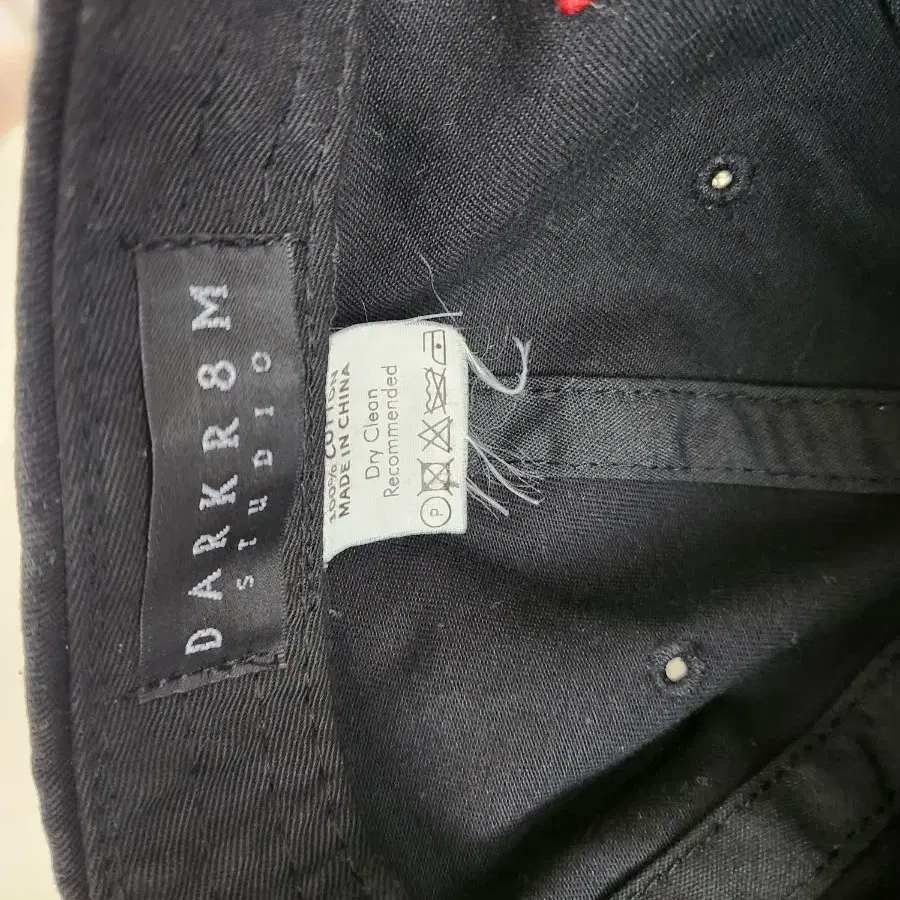 DARKR8M
STUDIO
100% COTTON
MADE IN CHINA
Dry Clean
Recommended
P